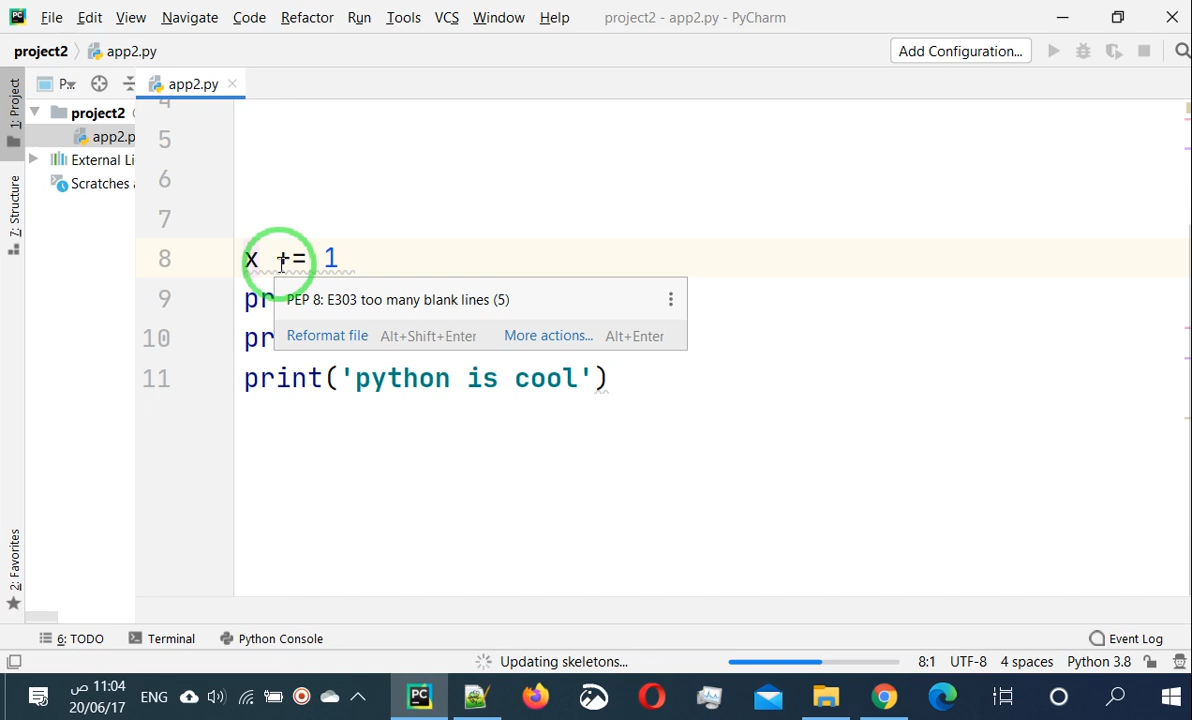 File Edit View Navigate Code Refactor Run Tools VCS Window Help project2 - app2.py - PyCharm
project2 app2.py Add Configuration...
1: Project
P... app2.py
project2
app2.p
External Li
Scratches
7: Structure
2: Favorites
4
5
6
7
8 x += 1
9 pr
10 pr
11 print('python is cool')
PEP 8: E303 too many blank lines (5)
Reformat file Alt+Shift+Enter More actions... Alt+Enter
6: TODO Terminal Python Console Event Log
Updating skeletons... 8:1 UTF-8 4 spaces Python 3.8
11:04 ص ENG PC
20/06/17